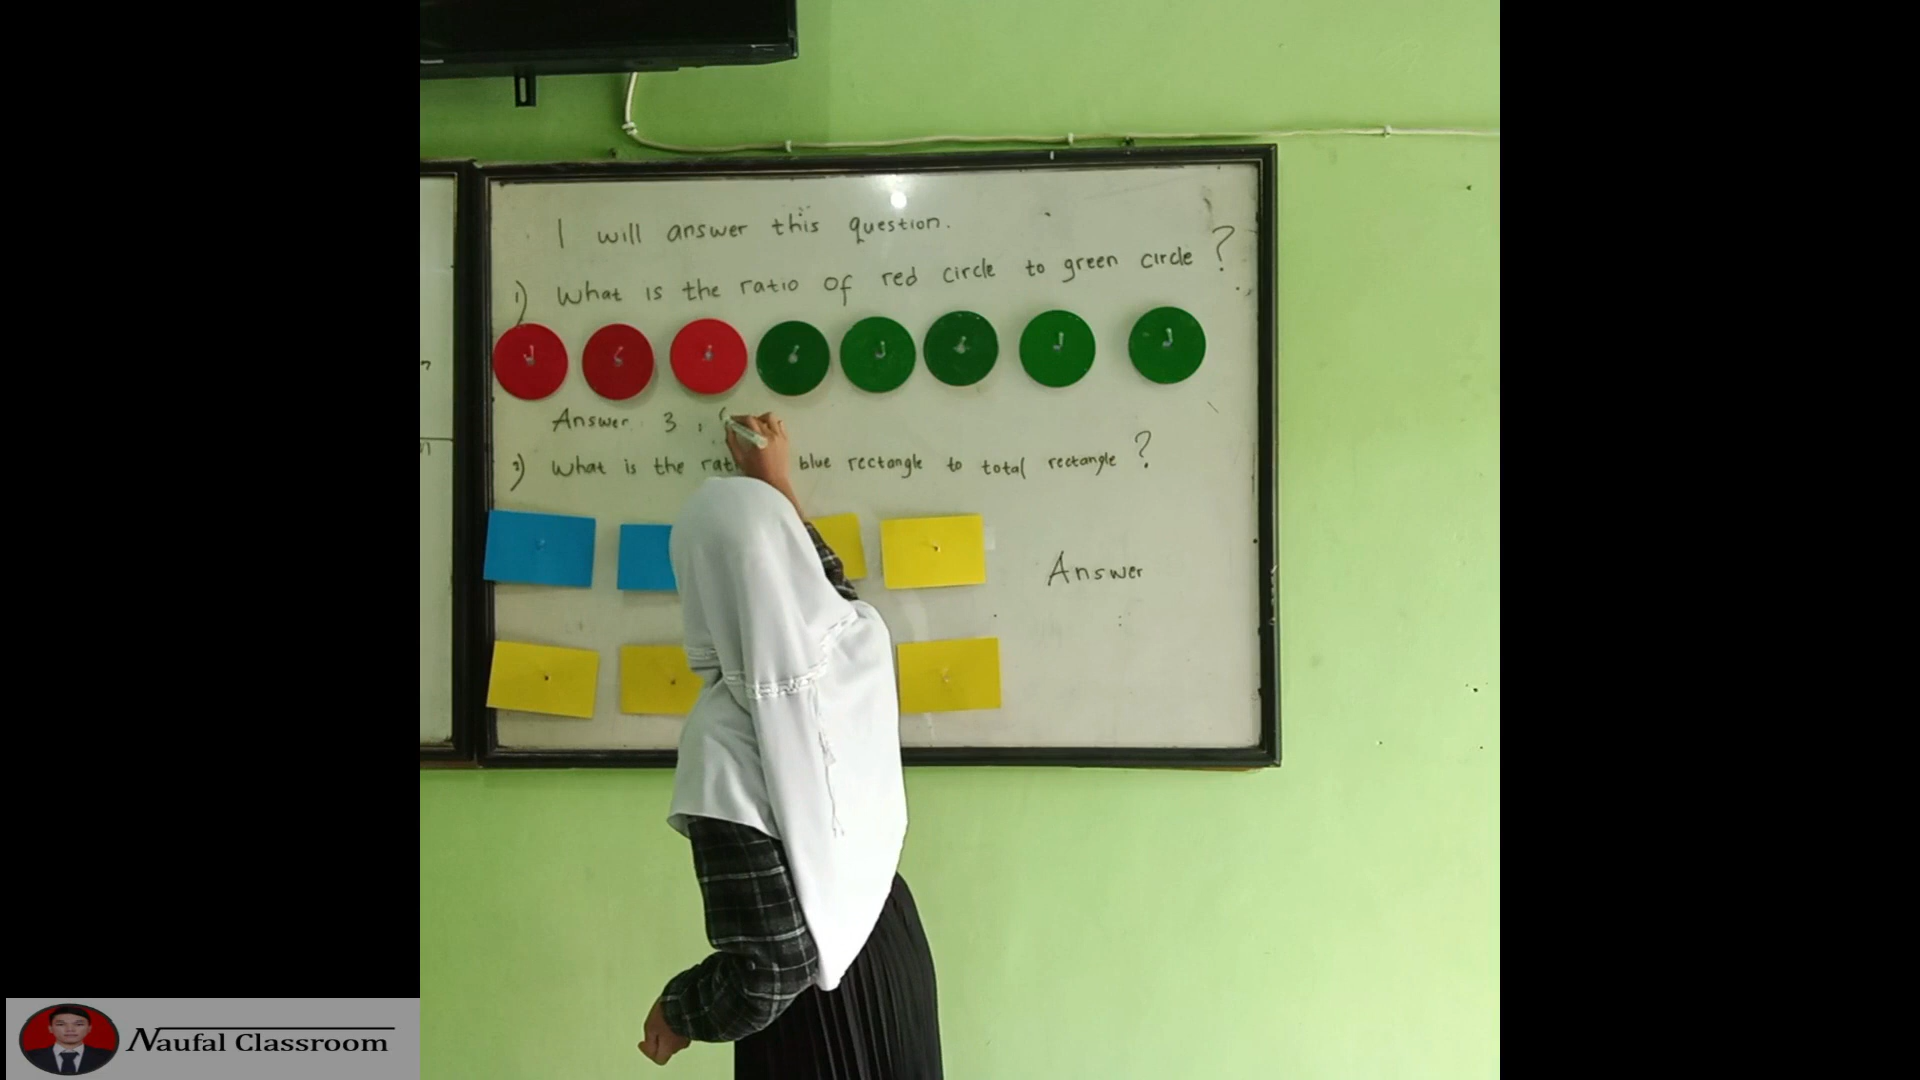 I will answer this question.
1) What is the ratio of red circle to green circle ?
Answer 3 :
2) What is the blue rectangle to total rectangle ?
Answer
Naufal Classroom